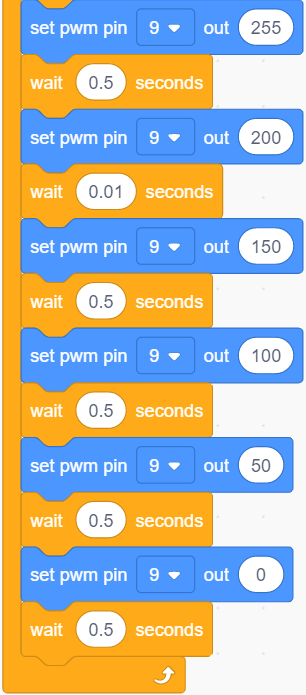 set pwm pin 9 out 255
wait 0.5 seconds
set pwm pin 9 out 200
wait 0.01 seconds
set pwm pin 9 out 150
wait 0.5 seconds
set pwm pin 9 out 100
wait 0.5 seconds
set pwm pin 9 out 50
wait 0.5 seconds
set pwm pin 9 out 0
wait 0.5 seconds